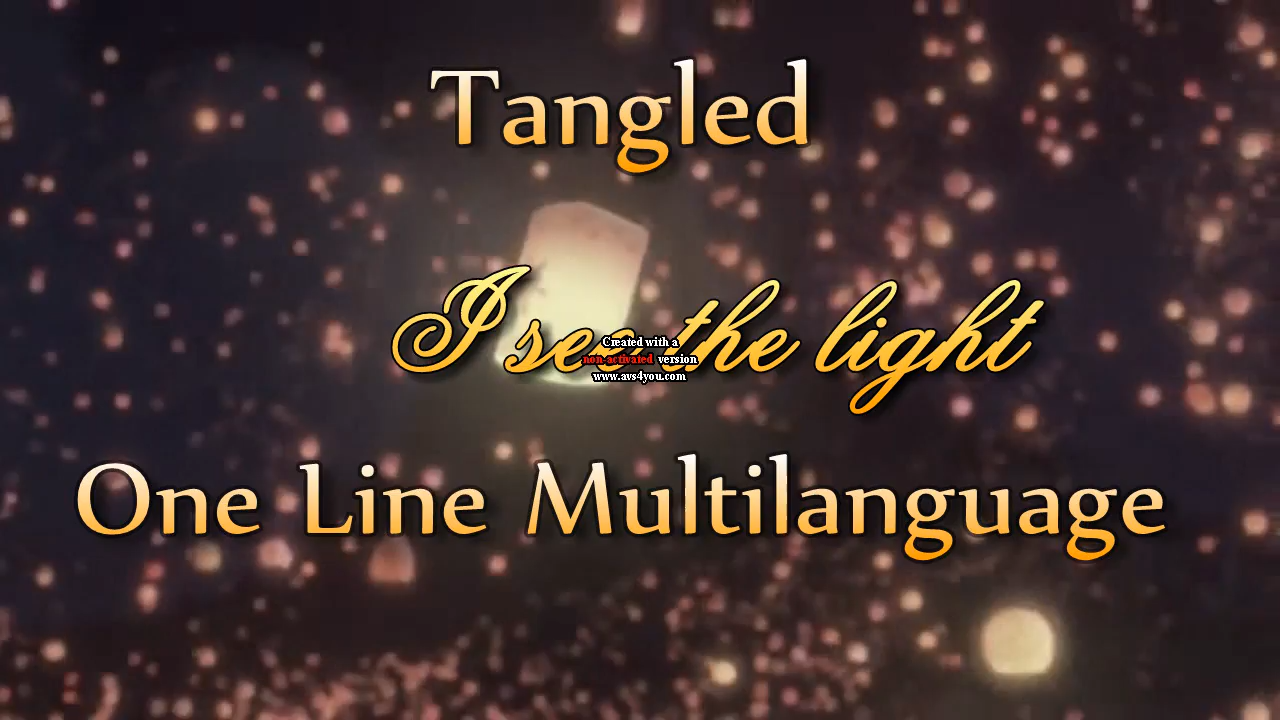 Tangled
I see the light
Created with a
non-activated version
www.avs4you.com
One Line Multilanguage